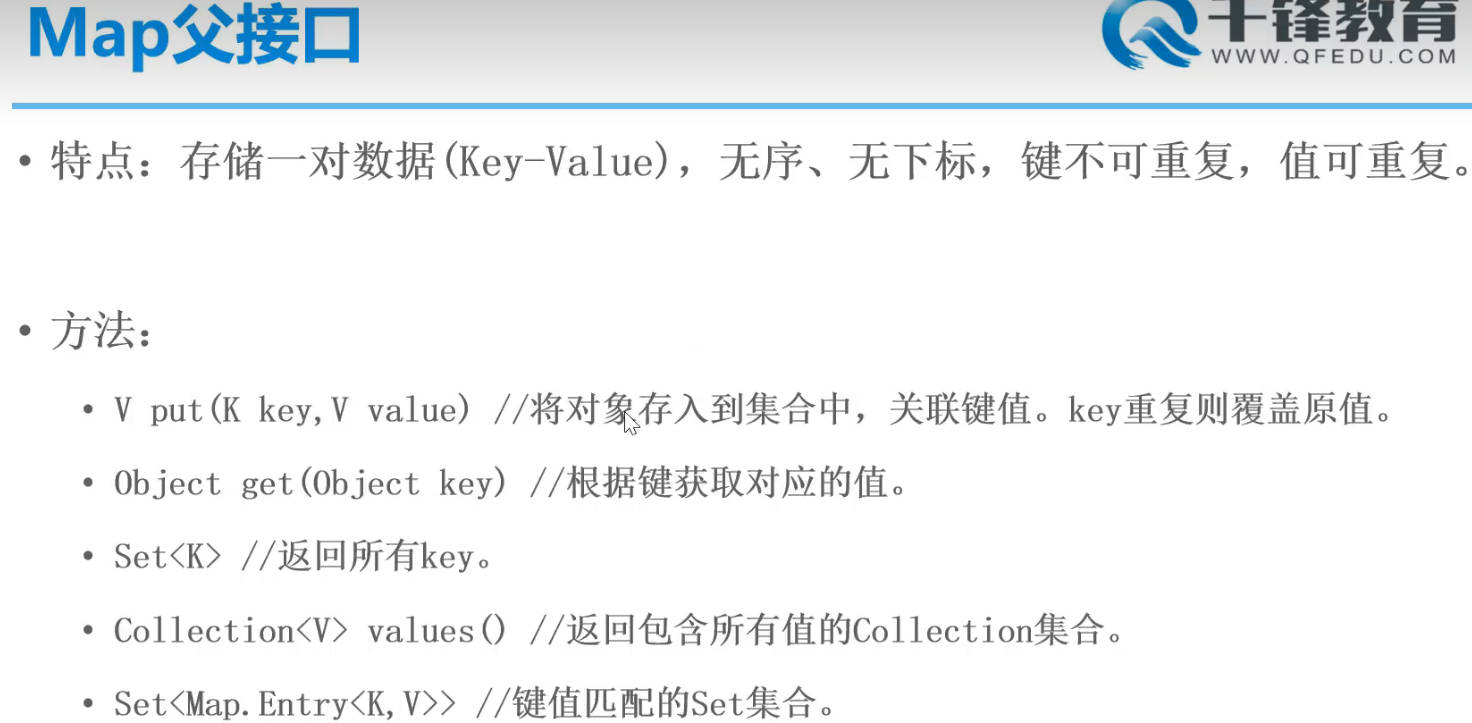 Map父接口
千锋教育
WWW.QFEDU.COM
• 特点：存储一对数据(Key-Value)，无序、无下标，键不可重复，值可重复。
• 方法：
• V put(K key,V value) //将对象存入到集合中，关联键值。key重复则覆盖原值。
• Object get(Object key) //根据键获取对应的值。
• Set<K> //返回所有key。
• Collection<V> values() //返回包含所有值的Collection集合。
• Set<Map.Entry<K,V>> //键值匹配的Set集合。